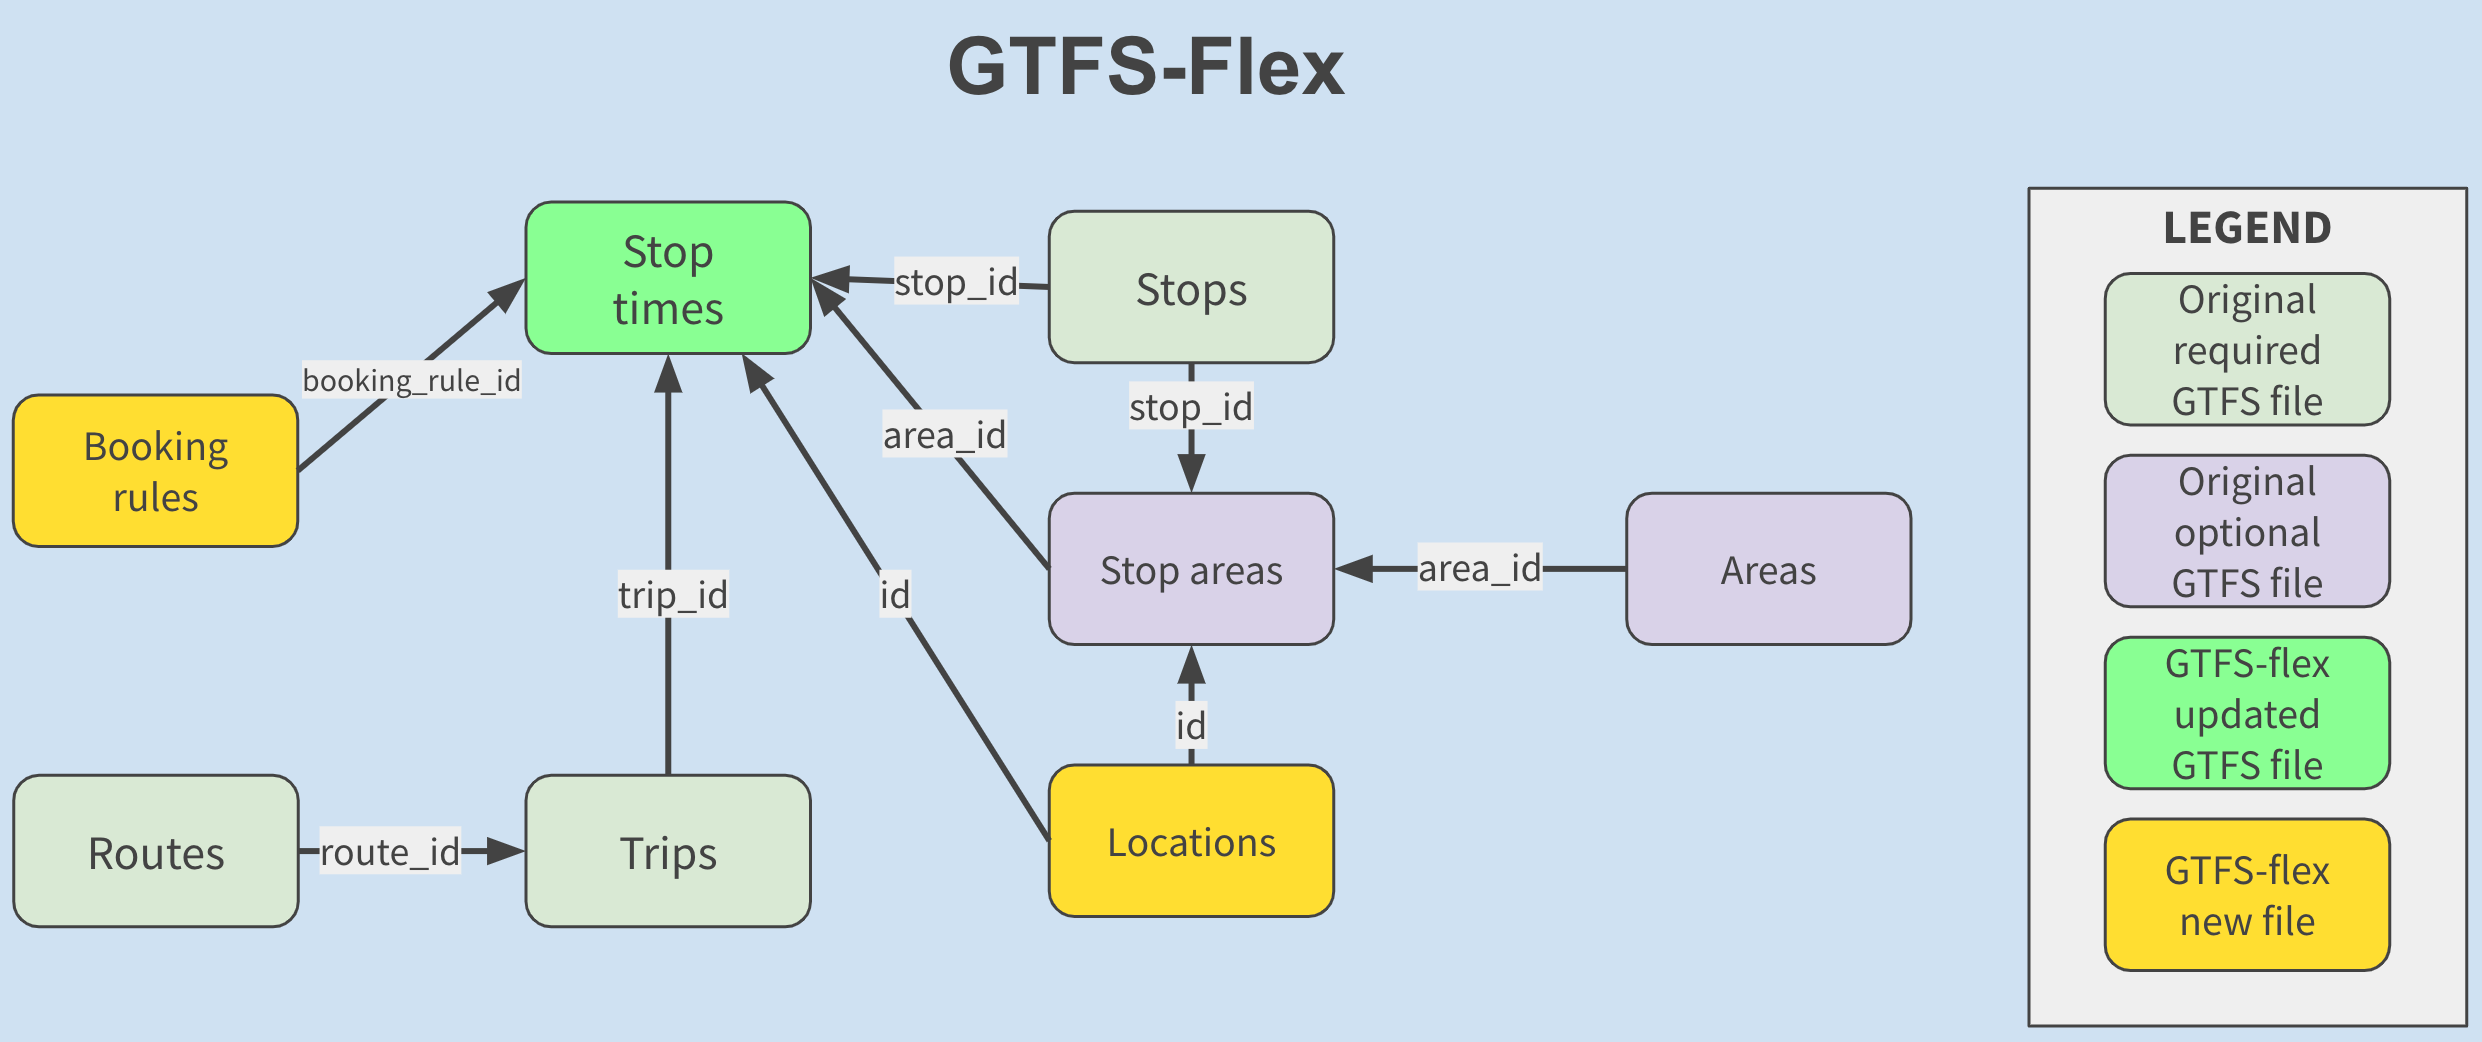 GTFS-Flex
Stop
times
stop_id
Stops
booking_rule_id
Booking
rules
area_id
stop_id
trip_id
id
Stop areas
area_id
Areas
id
Routes
route_id
Trips
Locations
LEGEND
Original
required
GTFS file
Original
optional
GTFS file
GTFS-flex
updated
GTFS file
GTFS-flex
new file